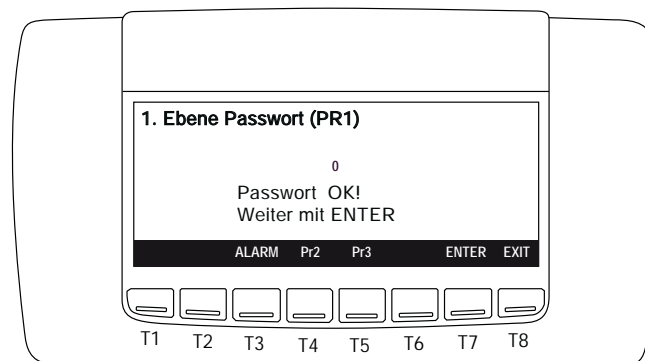 1. Ebene Passwort (PR1)
0
Passwort OK!
Weiter mit ENTER
ALARM Pr2 Pr3 ENTER EXIT
T1 T2 T3 T4 T5 T6 T7 T8